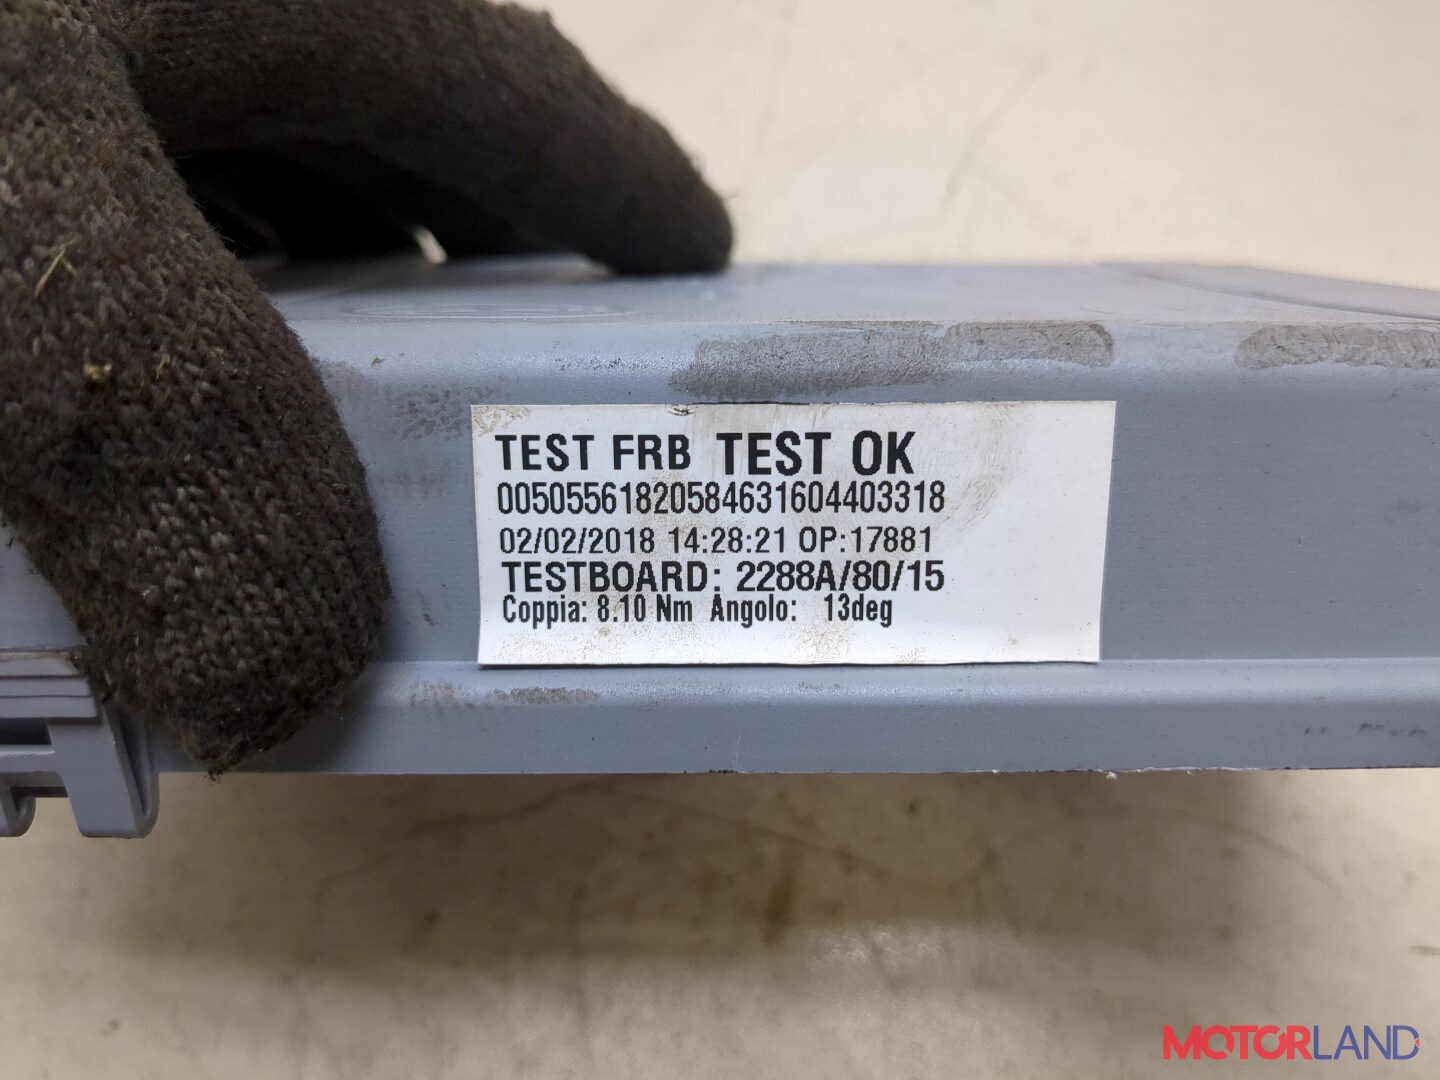 TEST FRB TEST OK
00505561820584631604403318
02/02/2018 14:28:21 OP:17881
TESTBOARD: 2288A/80/15
Coppia: 8.10 Nm Angolo: 13deg
MOTORLAND